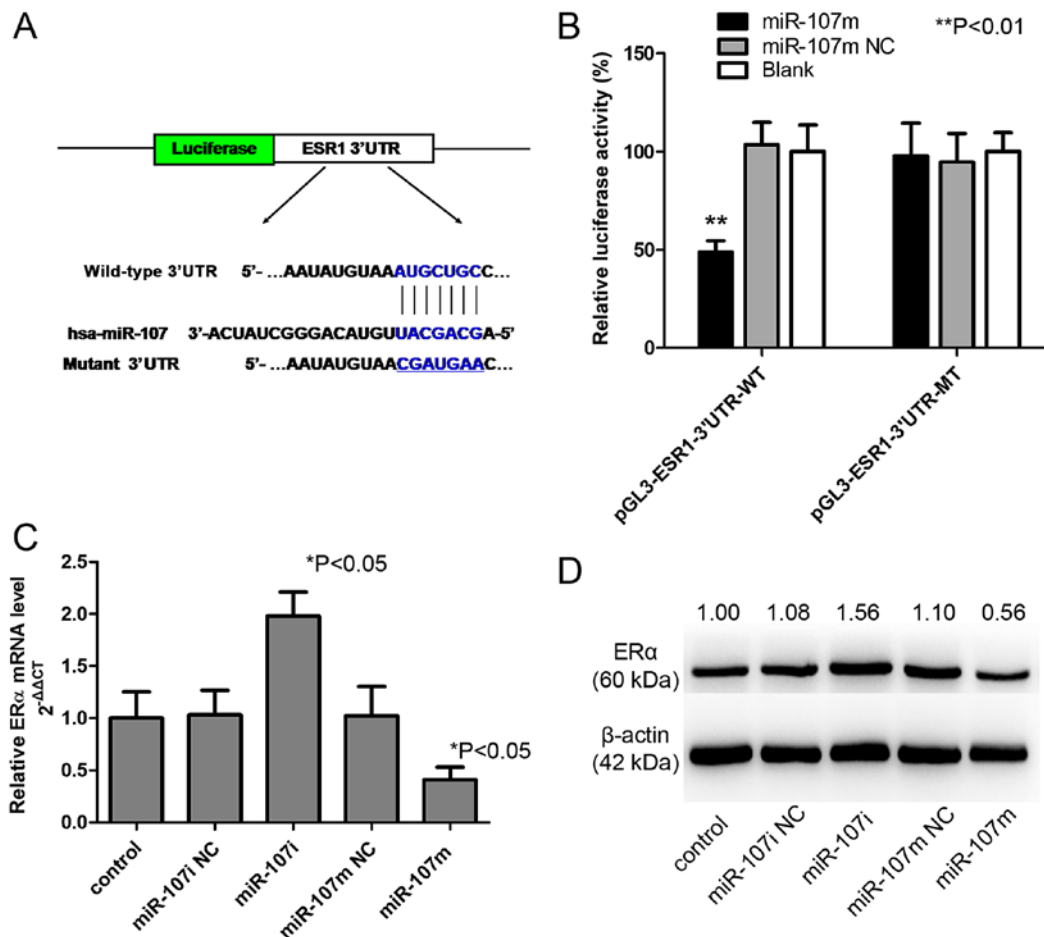 A
Luciferase
ESR1 3'UTR
Wild-type 3'UTR 5'- ...AAUAUGUAAAUGCUGCC...
hsa-miR-107 3'-ACUAUCGGGACAUGUUACGACGA-5'
Mutant 3'UTR 5'- ...AAUAUGUAACGAUGAAC...
B
miR-107m
miR-107m NC
Blank
**P<0.01
Relative luciferase activity (%)
150
100
50
0
**
pGL3-ESR1-3'UTR-WT
pGL3-ESR1-3'UTR-MT
C
Relative ERα mRNA level
2-ΔΔCT
2.5
2.0
1.5
1.0
0.5
0.0
*P<0.05
*P<0.05
control
miR-107i NC
miR-107i
miR-107m NC
miR-107m
D
1.00 1.08 1.56 1.10 0.56
ERα
(60 kDa)
β-actin
(42 kDa)
control
miR-107i NC
miR-107i
miR-107m NC
miR-107m